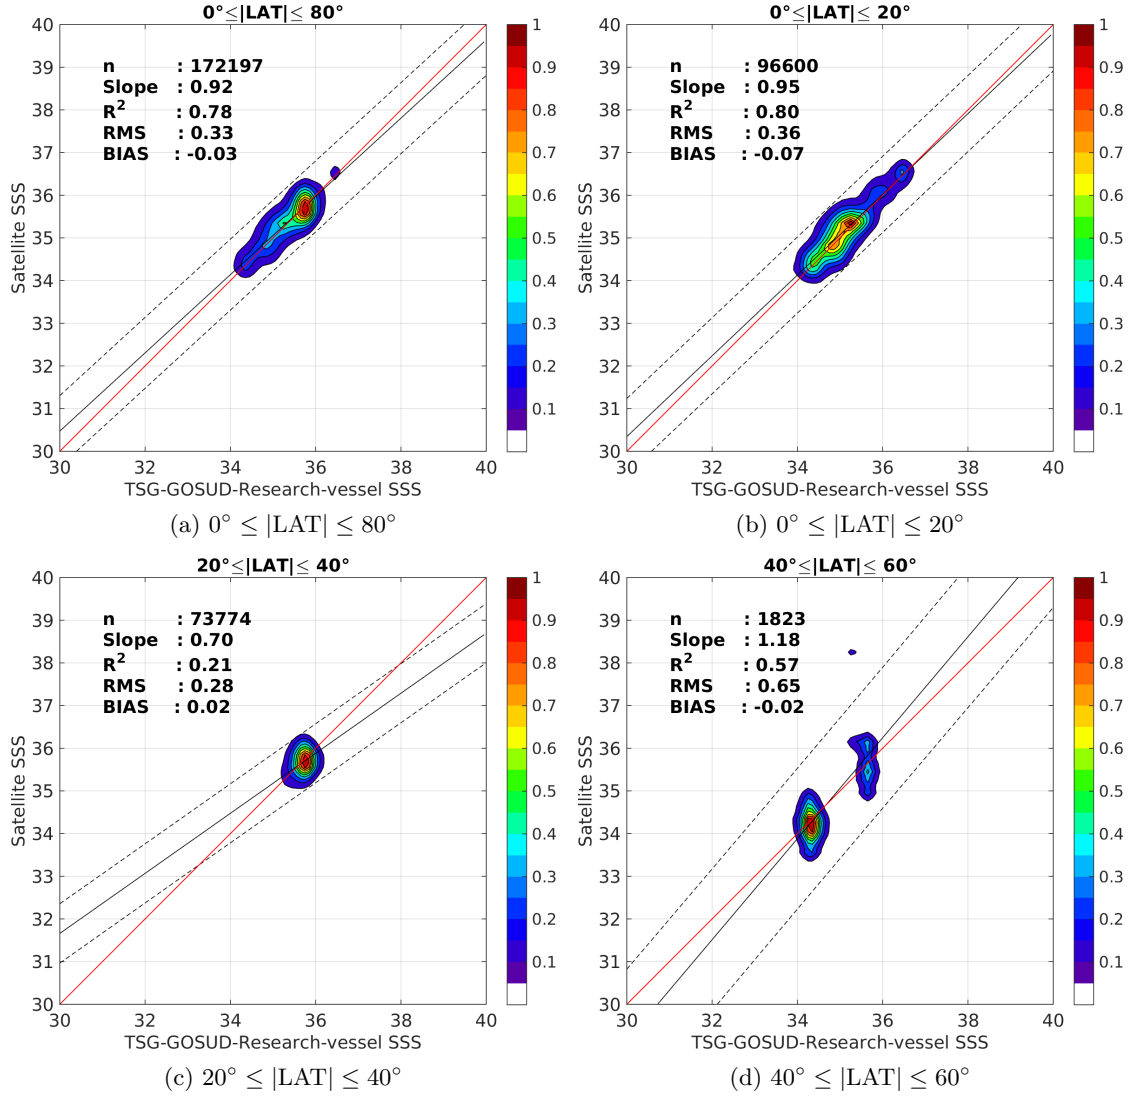 0°≤|LAT|≤ 80°
n : 172197
Slope : 0.92
R2 : 0.78
RMS : 0.33
BIAS : -0.03
40
39
38
37
36
35
34
33
32
31
30
Satellite SSS
30 32 34 36 38 40
TSG-GOSUD-Research-vessel SSS
1
0.9
0.8
0.7
0.6
0.5
0.4
0.3
0.2
0.1
(a) 0° ≤ |LAT| ≤ 80°
0°≤|LAT|≤ 20°
n : 96600
Slope : 0.95
R2 : 0.80
RMS : 0.36
BIAS : -0.07
40
39
38
37
36
35
34
33
32
31
30
Satellite SSS
30 32 34 36 38 40
TSG-GOSUD-Research-vessel SSS
1
0.9
0.8
0.7
0.6
0.5
0.4
0.3
0.2
0.1
(b) 0° ≤ |LAT| ≤ 20°
20°≤|LAT|≤ 40°
n : 73774
Slope : 0.70
R2 : 0.21
RMS : 0.28
BIAS : 0.02
40
39
38
37
36
35
34
33
32
31
30
Satellite SSS
30 32 34 36 38 40
TSG-GOSUD-Research-vessel SSS
1
0.9
0.8
0.7
0.6
0.5
0.4
0.3
0.2
0.1
(c) 20° ≤ |LAT| ≤ 40°
40°≤|LAT|≤ 60°
n : 1823
Slope : 1.18
R2 : 0.57
RMS : 0.65
BIAS : -0.02
40
39
38
37
36
35
34
33
32
31
30
Satellite SSS
30 32 34 36 38 40
TSG-GOSUD-Research-vessel SSS
1
0.9
0.8
0.7
0.6
0.5
0.4
0.3
0.2
0.1
(d) 40° ≤ |LAT| ≤ 60°